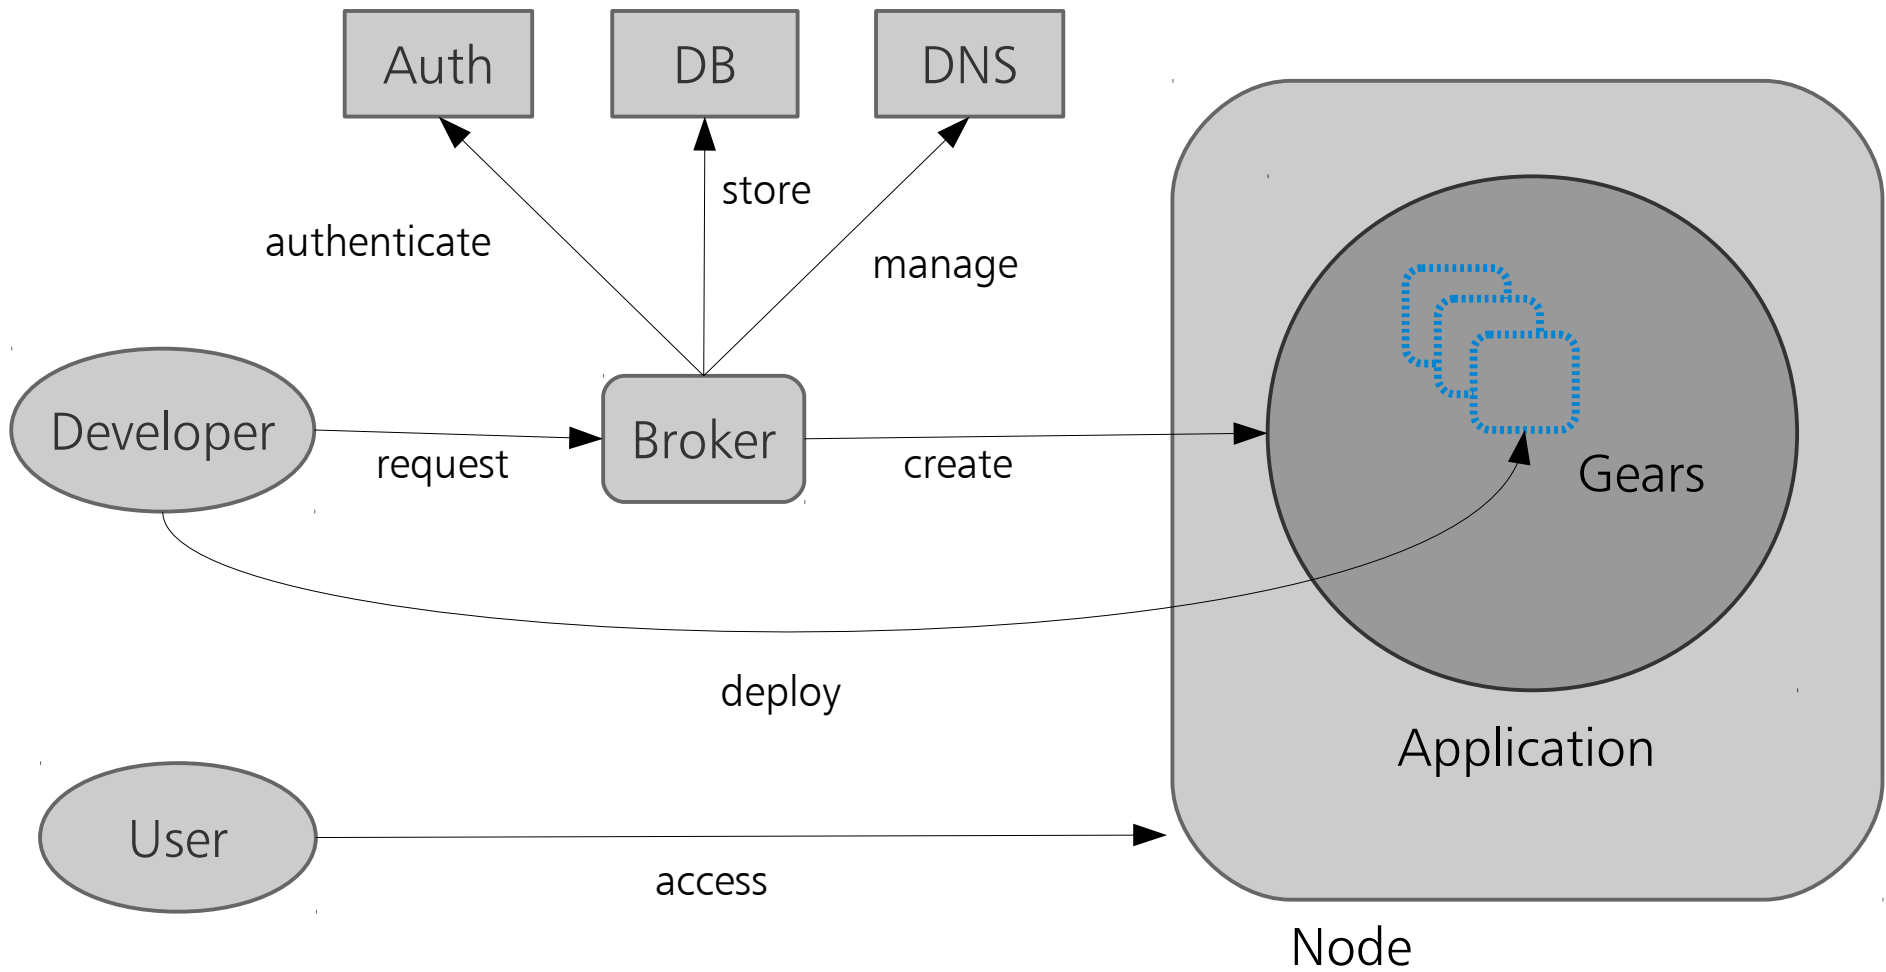 Auth
DB
DNS
store
authenticate
manage
Developer
request
Broker
create
Gears
deploy
Application
User
access
Node